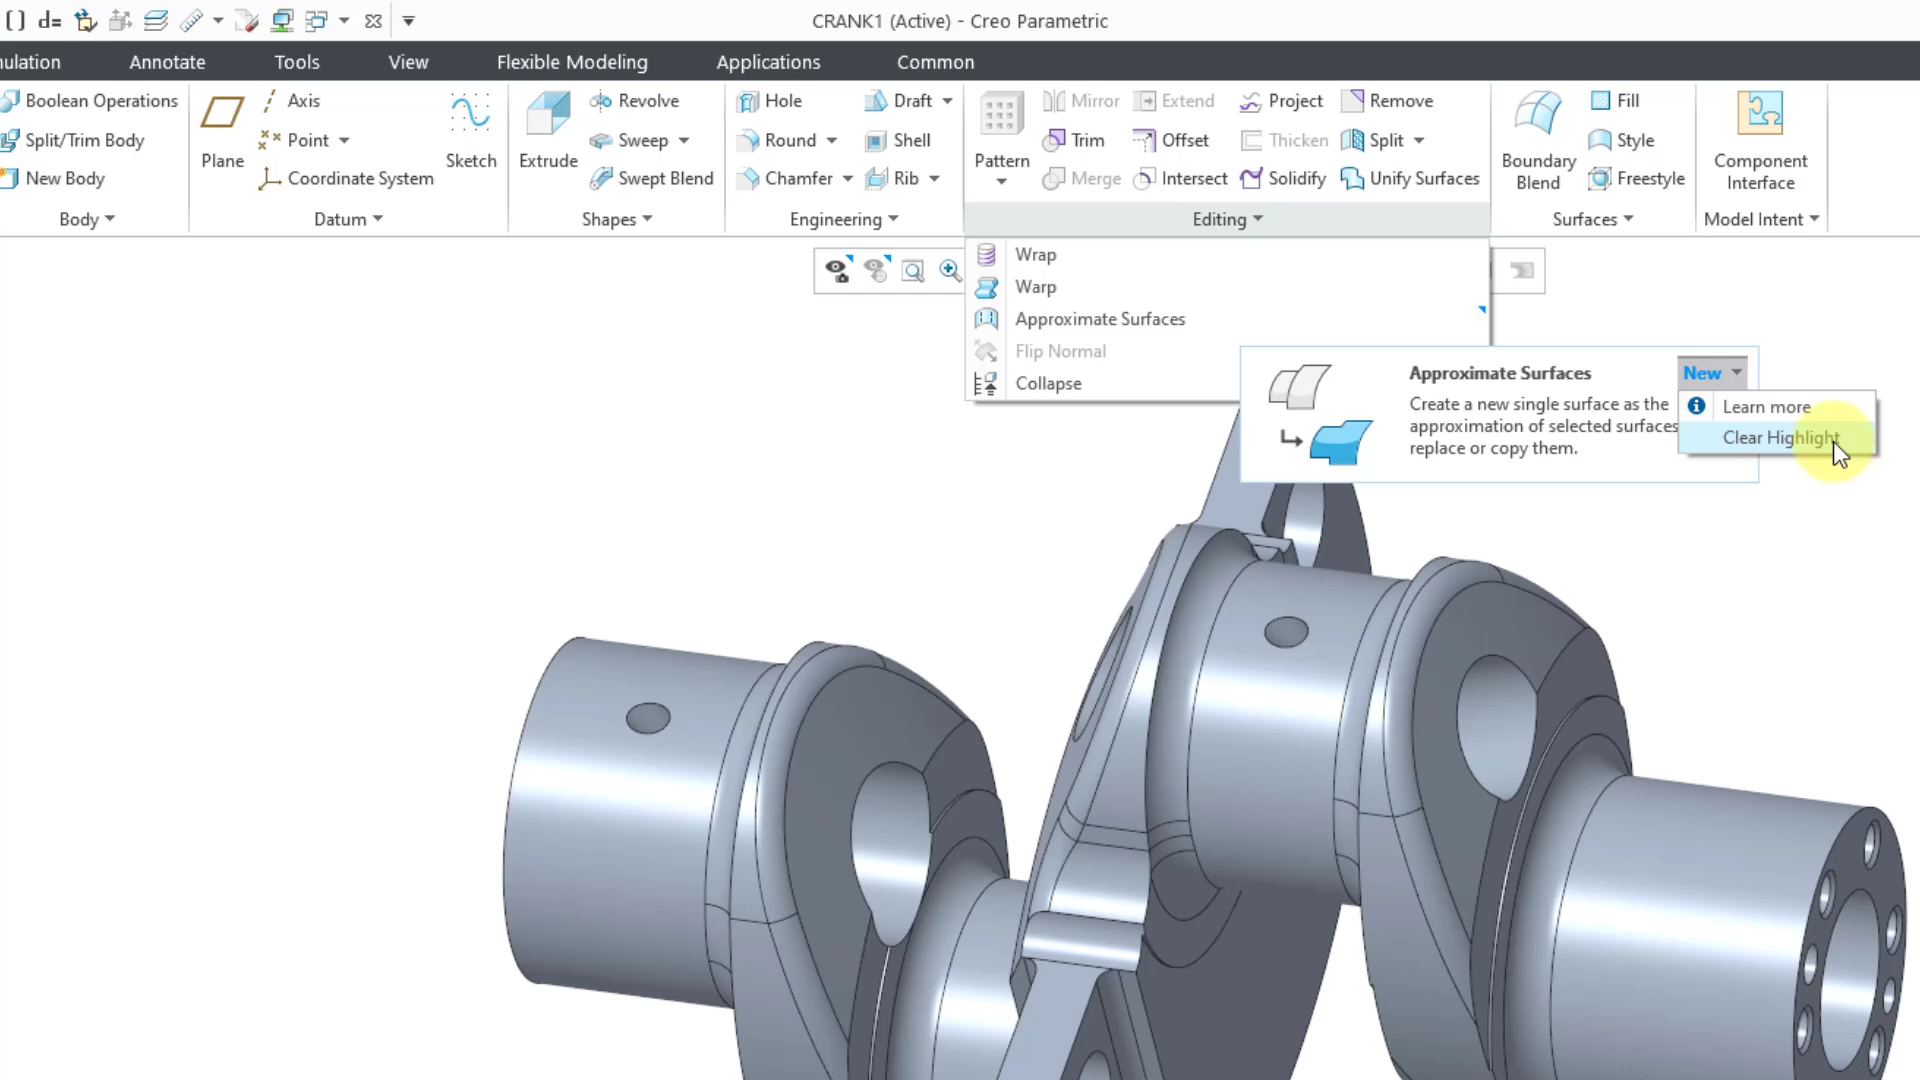 d=
CRANK1 (Active) - Creo Parametric
nulation Annotate Tools View Flexible Modeling Applications Common
Boolean Operations
Split/Trim Body
New Body
Body
Plane
Axis
Point
Coordinate System
Sketch
Datum
Extrude
Revolve
Sweep
Swept Blend
Shapes
Hole
Round
Chamfer
Draft
Shell
Rib
Engineering
Pattern
Mirror
Trim
Merge
Extend
Offset
Intersect
Project
Thicken
Solidify
Remove
Split
Unify Surfaces
Editing
Boundary
Blend
Fill
Style
Freestyle
Surfaces
Component
Interface
Model Intent
Wrap
Warp
Approximate Surfaces
Flip Normal
Collapse
Approximate Surfaces
Create a new single surface as the
approximation of selected surfaces
replace or copy them.
New
Learn more
Clear Highlight